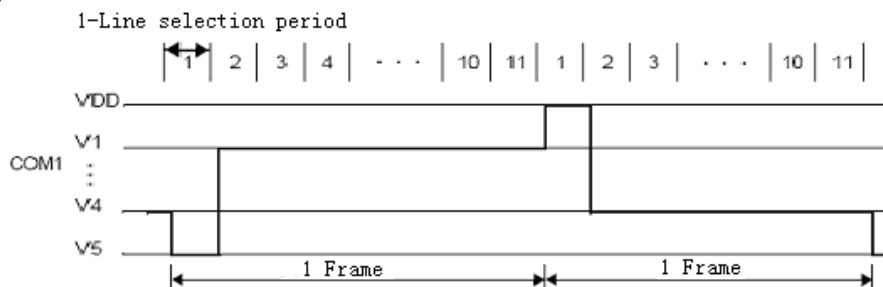 1-Line selection period
1 2 3 4 · · · 10 11 1 2 3 · · · 10 11
VDD
V1
COM1 ⋮
V4
V5
1 Frame 1 Frame